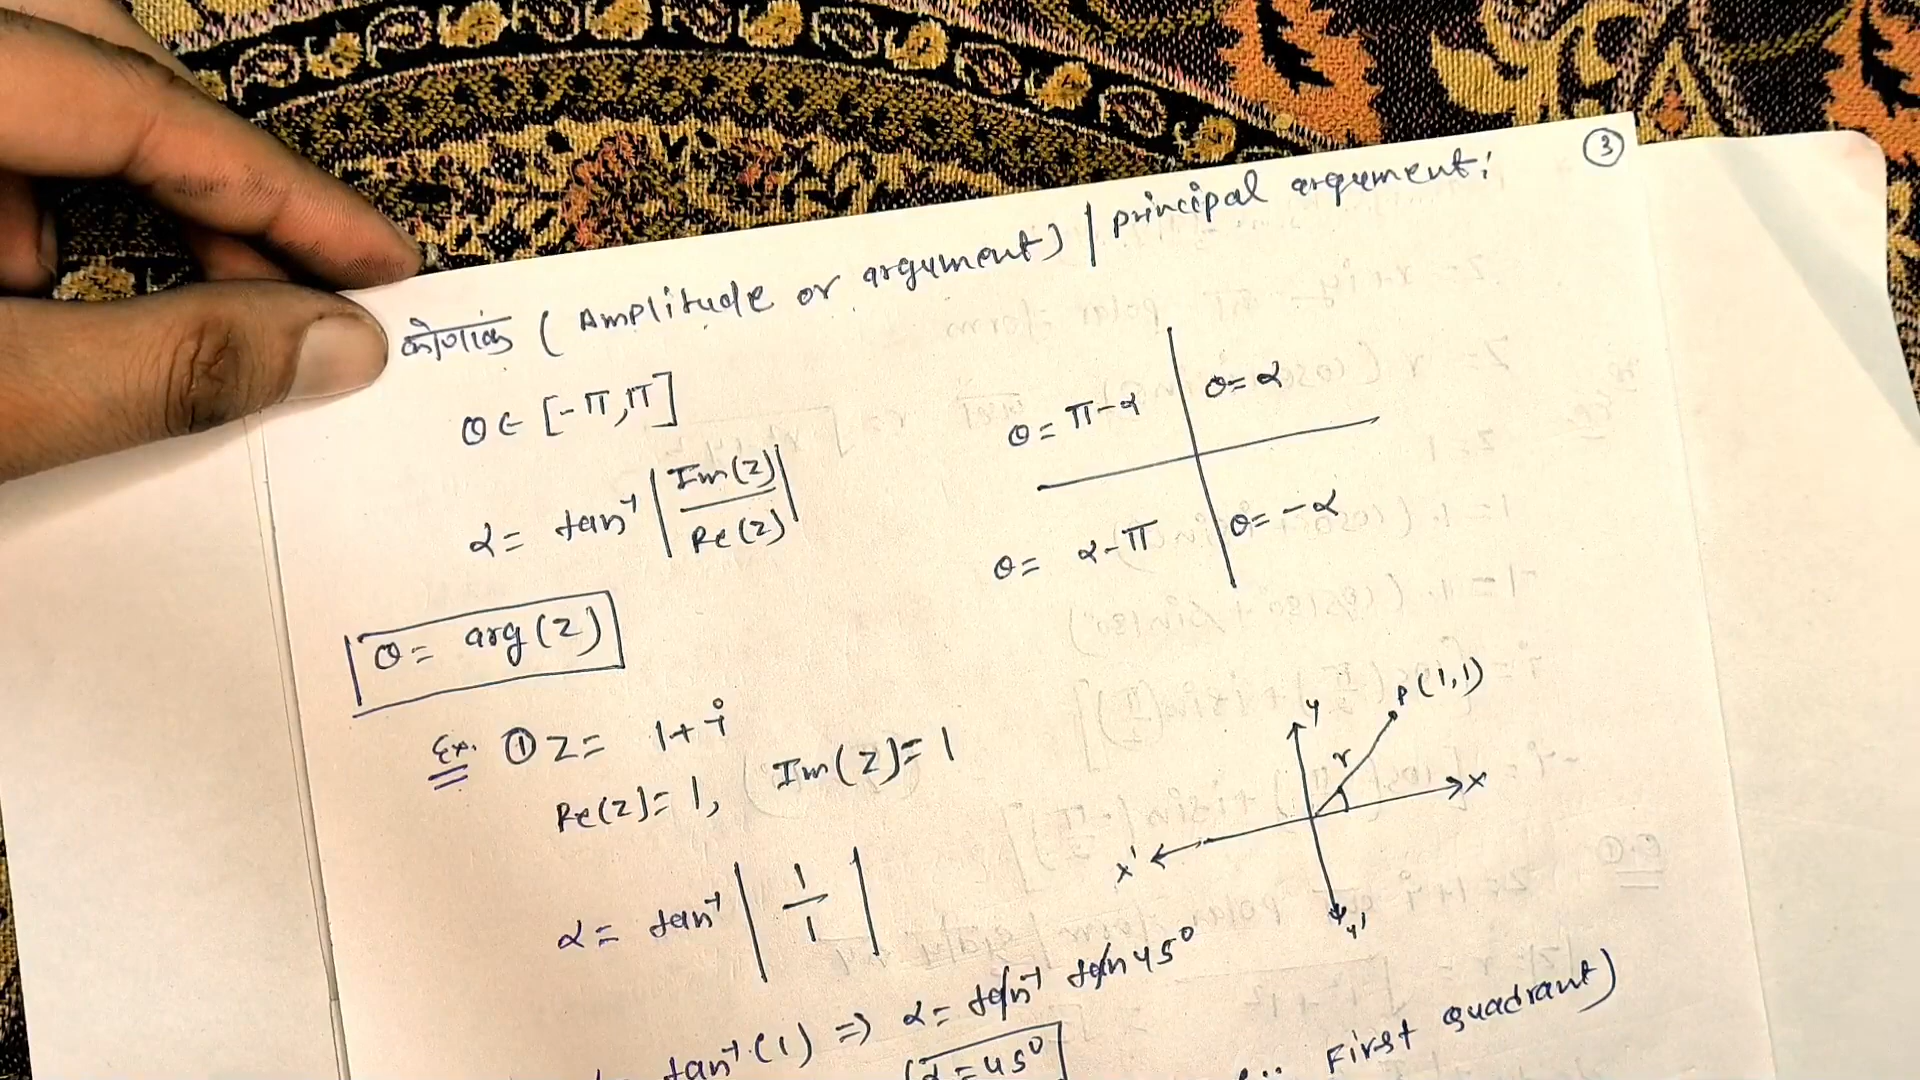 3
कोणांक (Amplitude or argument) | principal argument:
θ ∈ [-π, π]
α = tan⁻¹ |Im(z)/Re(z)|
θ = π-α
θ = α
θ = α-π
θ = -α
θ = arg(z)
Ex. ① z = 1+i
Re(z) = 1, Im(z) = 1
P(1,1)
y
r
x
x'
y'
α = tan⁻¹ |1/1|
tan⁻¹(1) ⇒ α = tan⁻¹ tan 45°
α = 45°
First quadrant)